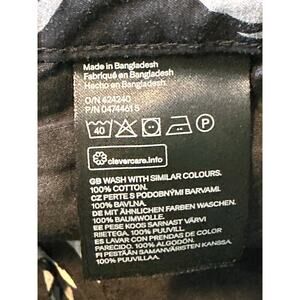 Made in Bangladesh
Fabriqué en Bangladesh
Hecho en Bangladesh
O/N 424240
P/N 0474461 S
40
P
clevercare.info
GB WASH WITH SIMILAR COLOURS.
100% COTTON.
CZ PERTE S PODOBNÝMI BARVAMI.
100% BAVLNA.
DE MIT ÄHNLICHEN FARBEN WASCHEN.
100% BAUMWOLLE.
EE PESE KOOS SARNAST VÄRVI
RIIETEGA. 100% PUUVILL.
ES LAVAR CON PRENDAS DE COLOR
PARECIDO. 100% ALGODÓN.
FI PESTÄÄN SAMANVÄRISTEN KANSSA.
100% PUUVILLAA.